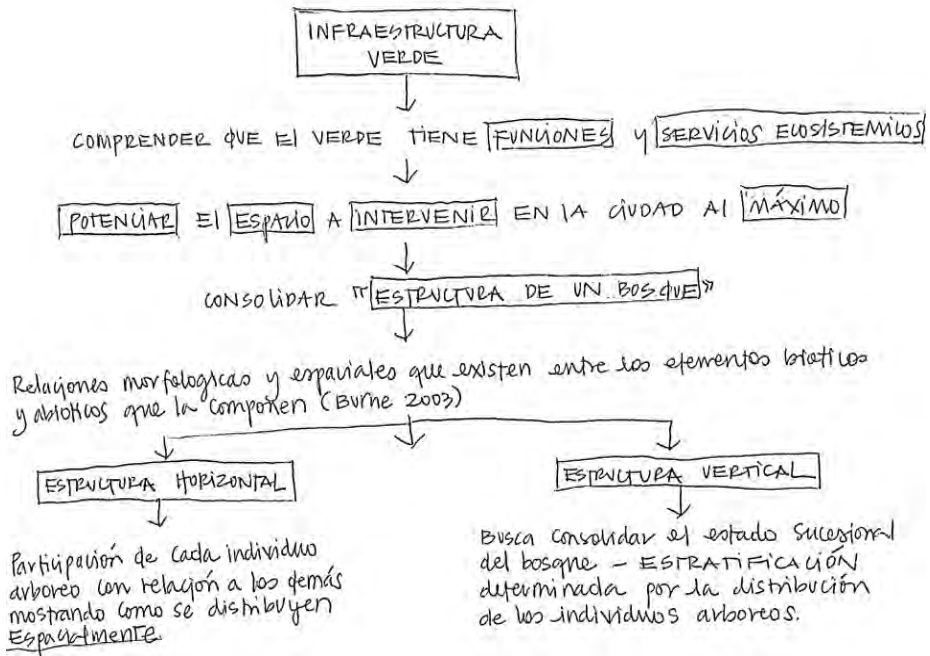 INFRAESTRUCTURA
VERDE
COMPRENDER QUE El VERDE TIENE FUNCIONES y SERVICIOS ECOSISTEMICOS
POTENCIAR El ESPACIO A INTERVENIR EN lA CiUDAD Al MÁXIMO
CONSOLiDAR "ESTRUCTURA DE UN BOSQUE"
Relaciones morfologicas y espaciales que existen entre los elementos bioticos
y abioticos que la componen (Burne 2003)
ESTRUCTURA HORIZONTAL
ESTRUCTURA VERTICAL
Participación de cada individuo
arboreo con relación a los demás
mostrando como se distribuyen
Espacialmente.
Busca consolidar el estado sucesional
del bosque – ESTRATIFICACIÓN
determinada por la distribución
de los individuos arboreos.